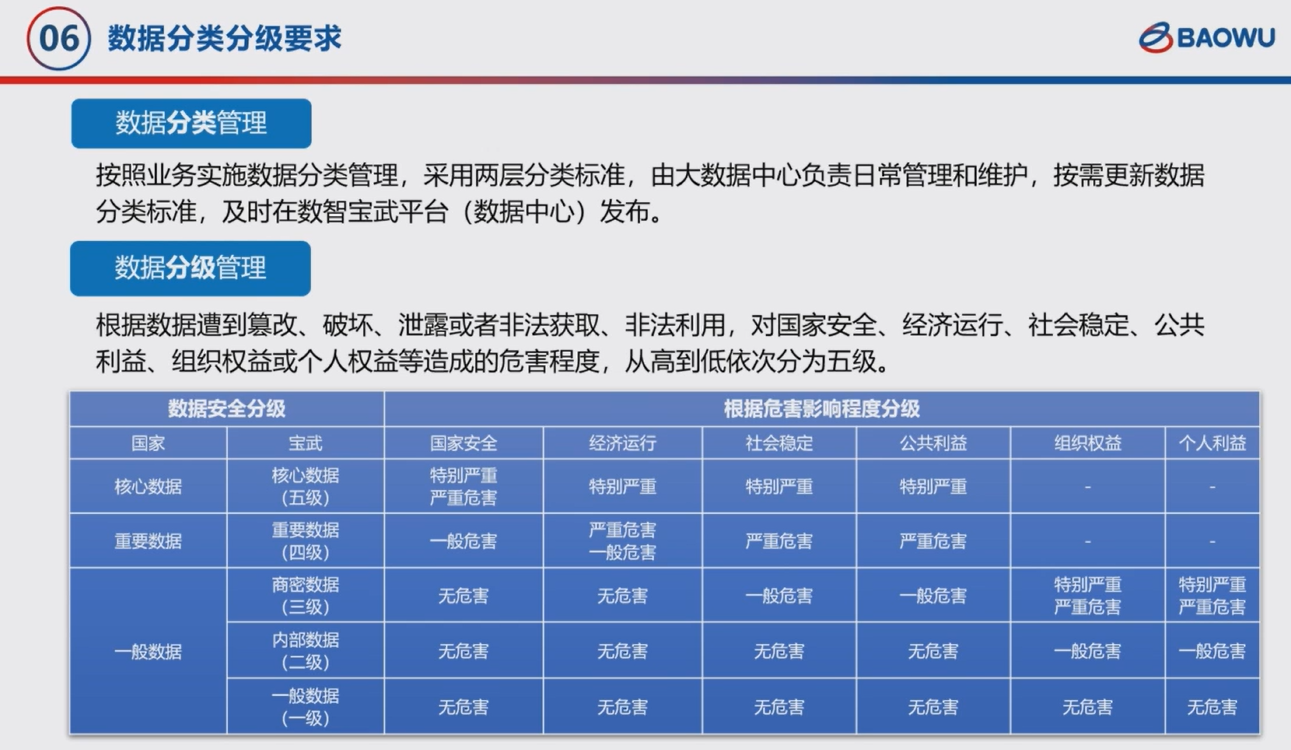 06 数据分类分级要求
BAOWU
数据分类管理
按照业务实施数据分类管理，采用两层分类标准，由大数据中心负责日常管理和维护，按需更新数据
分类标准，及时在数智宝武平台（数据中心）发布。
数据分级管理
根据数据遭到篡改、破坏、泄露或者非法获取、非法利用，对国家安全、经济运行、社会稳定、公共
利益、组织权益或个人权益等造成的危害程度，从高到低依次分为五级。
数据安全分级 根据危害影响程度分级
国家 宝武 国家安全 经济运行 社会稳定 公共利益 组织权益 个人利益
核心数据 核心数据 特别严重 特别严重 特别严重 特别严重 - -
（五级） 严重危害
重要数据 重要数据 一般危害 严重危害 严重危害 严重危害 - -
（四级） 一般危害
商密数据 无危害 无危害 一般危害 一般危害 特别严重 特别严重
（三级） 严重危害 严重危害
一般数据 内部数据 无危害 无危害 无危害 无危害 一般危害 一般危害
（二级）
一般数据 无危害 无危害 无危害 无危害 无危害 无危害
（一级）